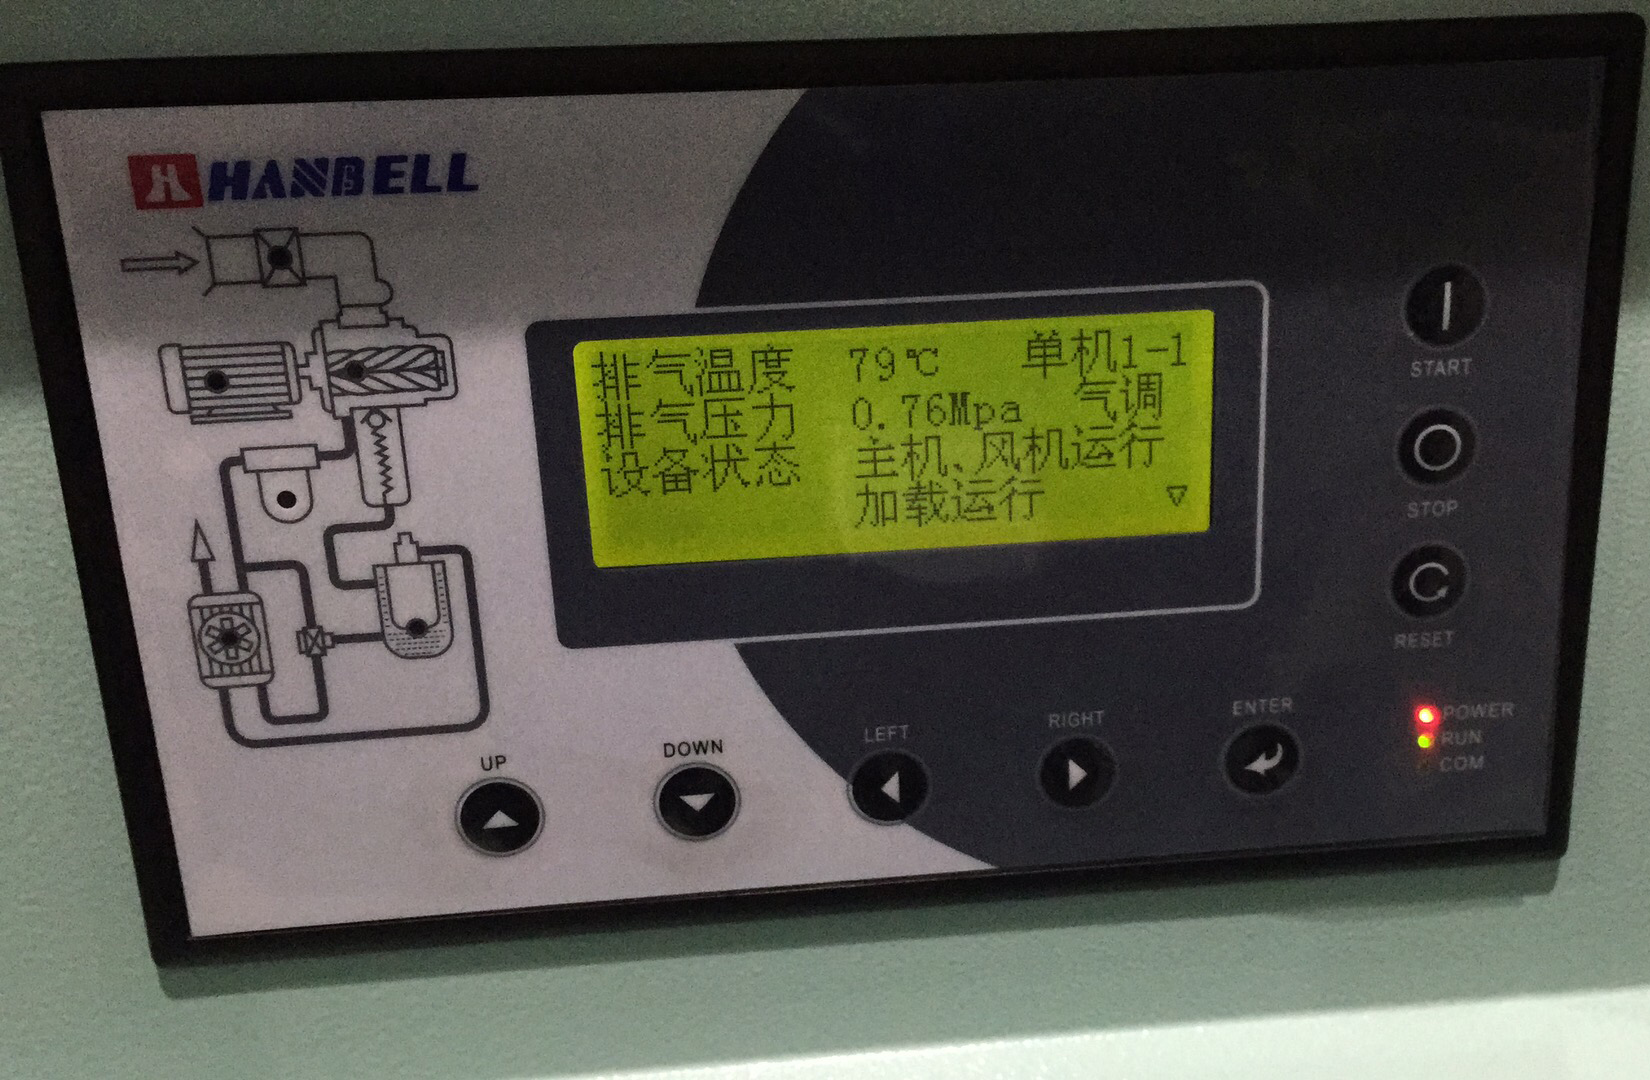 HANBELL
排气温度 79℃ 单机1-1
排气压力 0.76Mpa 气调
设备状态 主机、风机运行
加载运行
START
STOP
RESET
POWER
RUN
COM
UP
DOWN
LEFT
RIGHT
ENTER